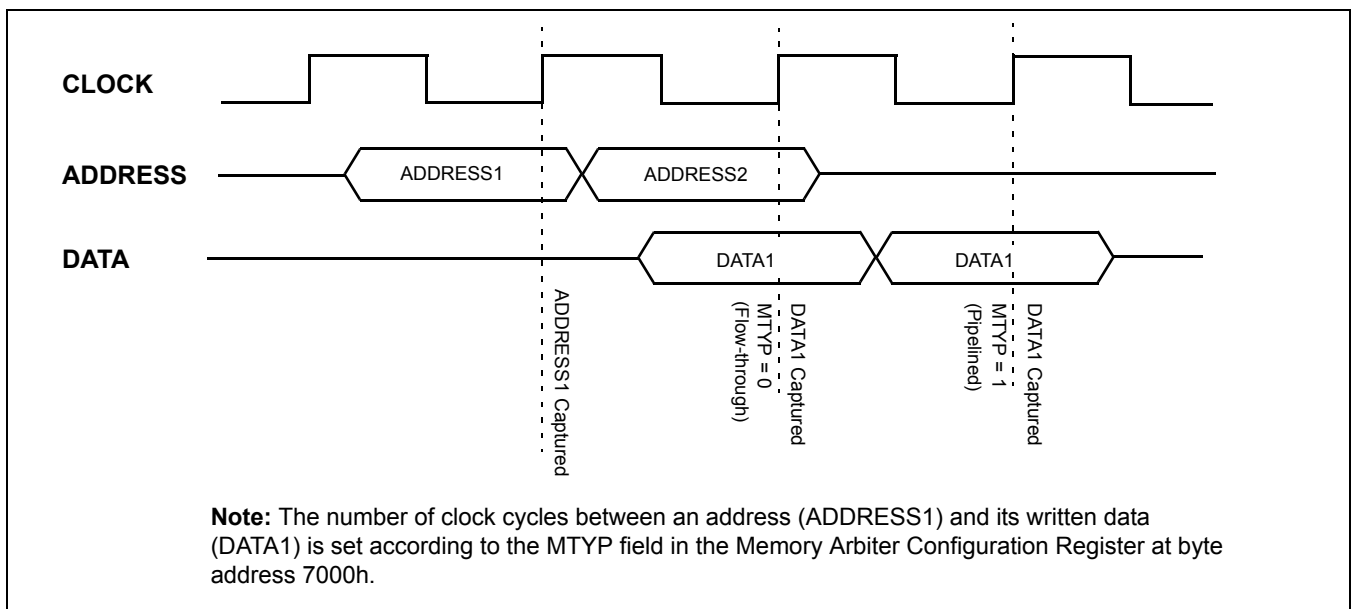 CLOCK
ADDRESS
ADDRESS1
ADDRESS2
DATA
DATA1
DATA1
ADDRESS1 Captured
DATA1 Captured
MTYP = 0
(Flow-through)
DATA1 Captured
MTYP = 1
(Pipelined)
Note: The number of clock cycles between an address (ADDRESS1) and its written data
(DATA1) is set according to the MTYP field in the Memory Arbiter Configuration Register at byte
address 7000h.